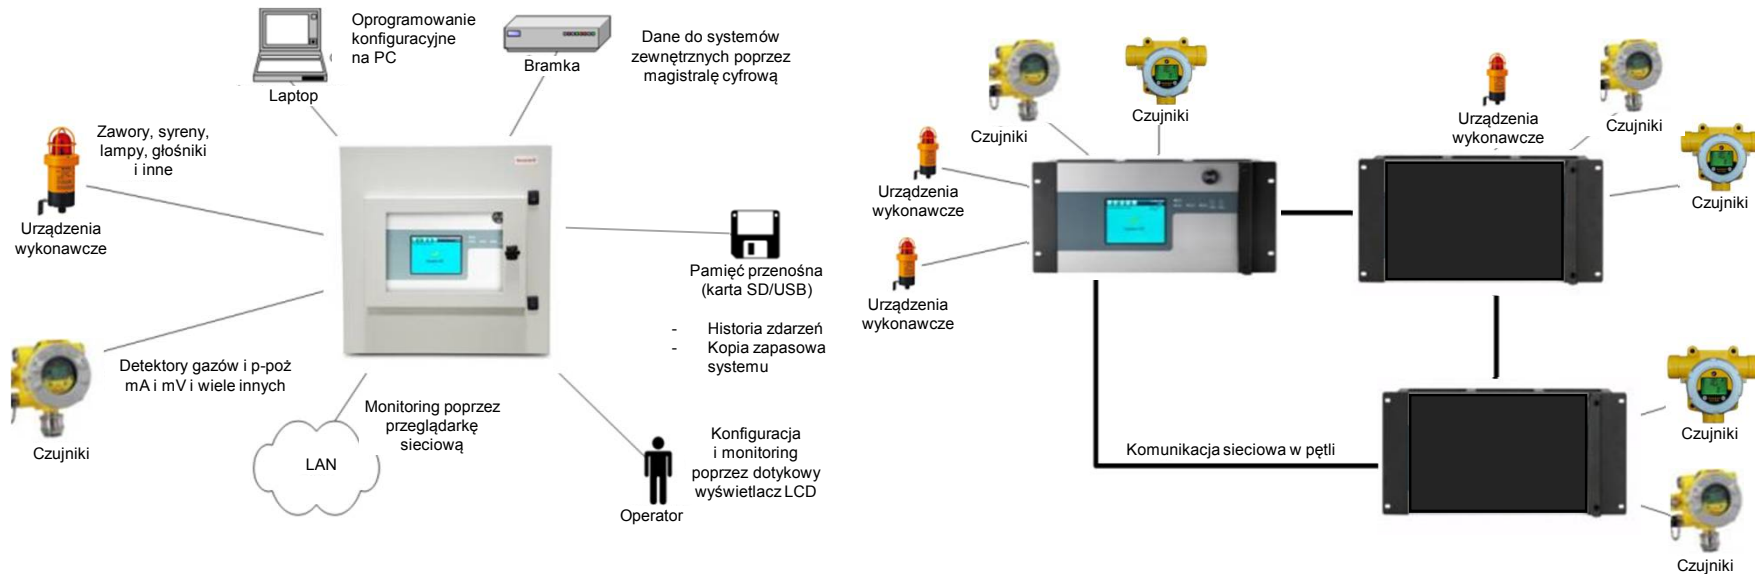 Oprogramowanie
konfiguracyjne
na PC
Laptop
Bramka
Dane do systemów
zewnętrznych poprzez
magistralę cyfrową
Zawory, syreny,
lampy, głośniki
i inne
Urządzenia
wykonawcze
Pamięć przenośna
(karta SD/USB)
- Historia zdarzeń
- Kopia zapasowa
systemu
Detektory gazów i p-poż
mA i mV i wiele innych
Czujniki
Monitoring poprzez
przeglądarkę
sieciową
LAN
Konfiguracja
i monitoring
poprzez dotykowy
wyświetlacz LCD
Operator
Czujniki
Czujniki
Urządzenia
wykonawcze
Urządzenia
wykonawcze
Urządzenia
wykonawcze
Czujniki
Czujniki
Komunikacja sieciowa w pętli
Czujniki
Czujniki